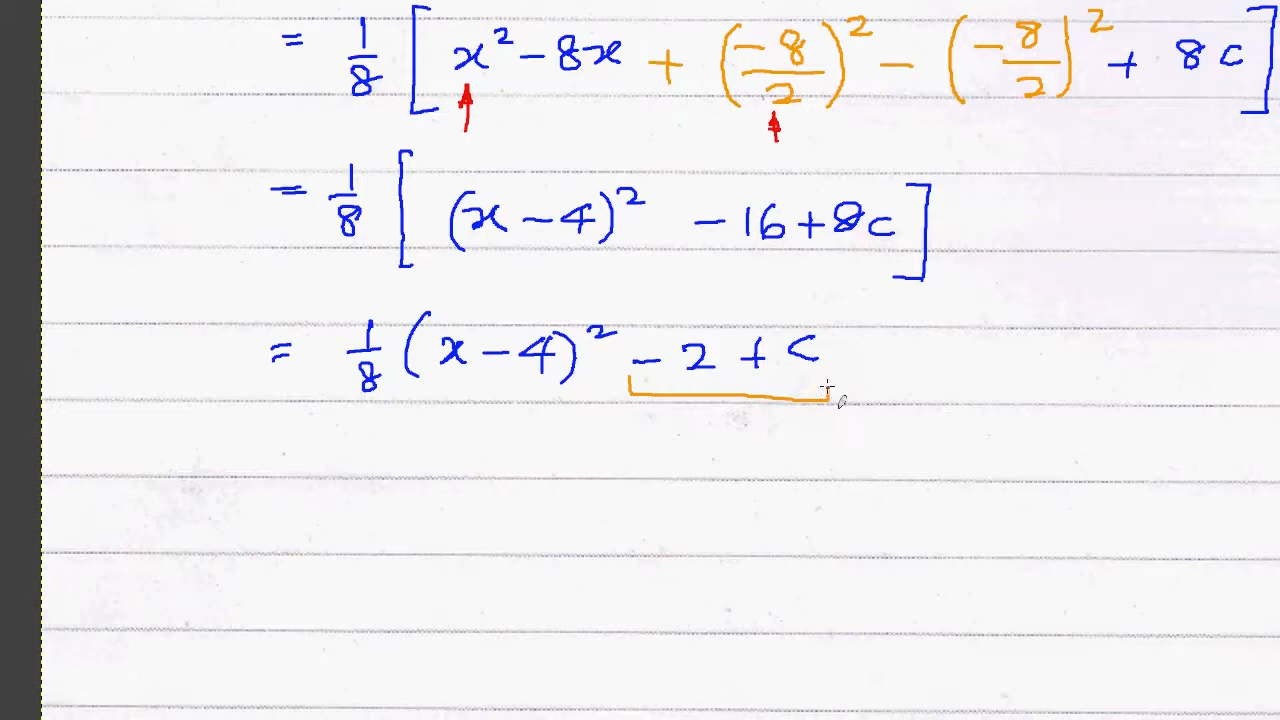 = 1/8 [ x² - 8x + (-8/2)² - (-8/2)² + 8c ]
= 1/8 [ (x - 4)² - 16 + 8c ]
= 1/8 (x - 4)² - 2 + c